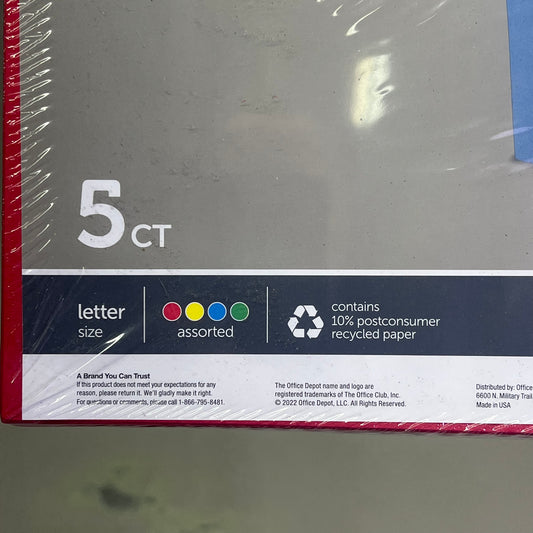 5 CT
letter
size
assorted
contains
10% postconsumer
recycled paper
A Brand You Can Trust
If this product does not meet your expectations for any
reason, please return it. We'll gladly make it right.
For questions or comments, please call 1-866-795-8481.
The Office Depot name and logo are
registered trademarks of The Office Club, Inc.
© 2022 Office Depot, LLC. All Rights Reserved.
Distributed by: Office
6600 N. Military Trail
Made in USA